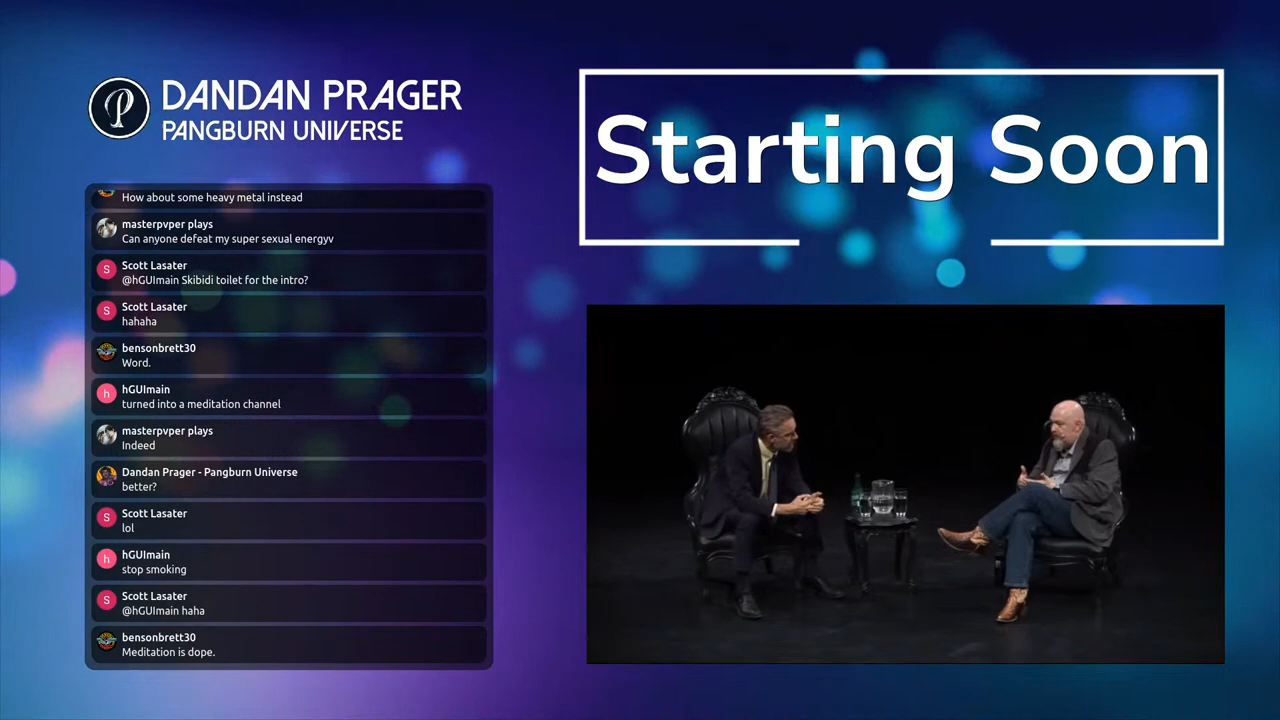 DANDAN PRAGER
PANGBURN UNIVERSE
Starting Soon
How about some heavy metal instead
masterpvper plays
Can anyone defeat my super sexual energyv
S
Scott Lasater
@hGUImain Skibidi toilet for the intro?
S
Scott Lasater
hahaha
bensonbrett30
Word.
h
hGUImain
turned into a meditation channel
masterpvper plays
Indeed
Dandan Prager - Pangburn Universe
better?
S
Scott Lasater
lol
h
hGUImain
stop smoking
S
Scott Lasater
@hGUImain haha
bensonbrett30
Meditation is dope.